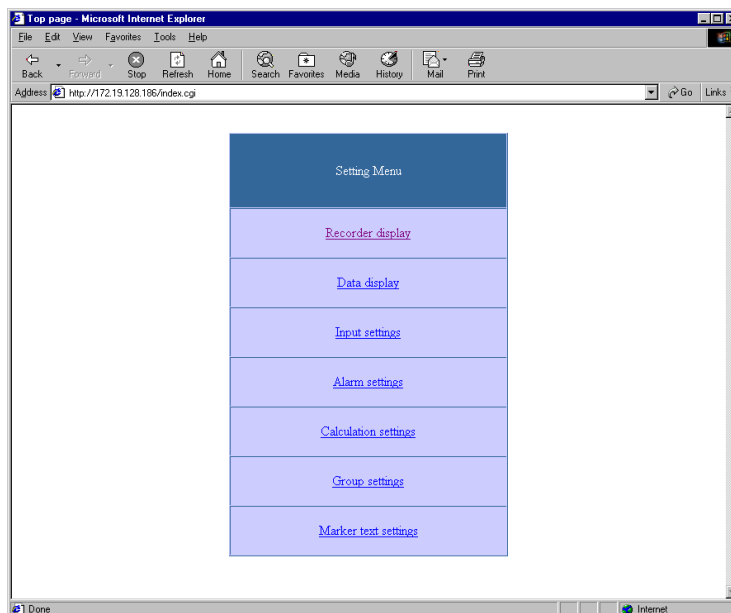 Top page - Microsoft Internet Explorer
File Edit View Favorites Tools Help
Back Forward Stop Refresh Home Search Favorites Media History Mail Print
Address http://172.19.128.186/index.cgi Go Links
Setting Menu
Recorder display
Data display
Input settings
Alarm settings
Calculation settings
Group settings
Marker text settings
Done Internet